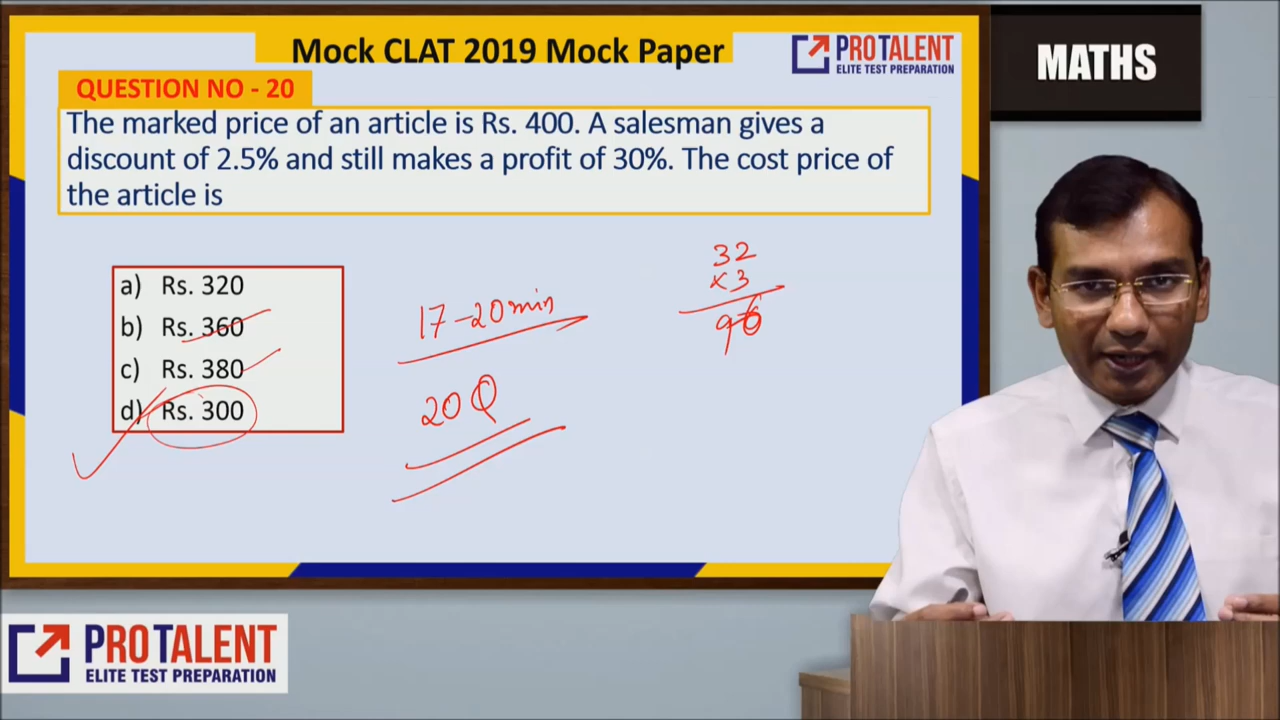 Mock CLAT 2019 Mock Paper
PROTALENT
ELITE TEST PREPARATION
MATHS
QUESTION NO - 20
The marked price of an article is Rs. 400. A salesman gives a
discount of 2.5% and still makes a profit of 30%. The cost price of
the article is
a) Rs. 320
b) Rs. 360
c) Rs. 380
d) Rs. 300
17-20 min
20 Q
32
x3
96
PROTALENT
ELITE TEST PREPARATION